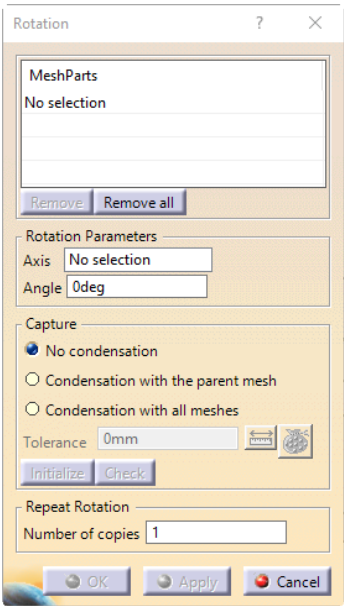 Rotation ?
MeshParts
No selection
Remove Remove all
Rotation Parameters
Axis No selection
Angle 0deg
Capture
No condensation
Condensation with the parent mesh
Condensation with all meshes
Tolerance 0mm
Initialize Check
Repeat Rotation
Number of copies 1
OK Apply Cancel